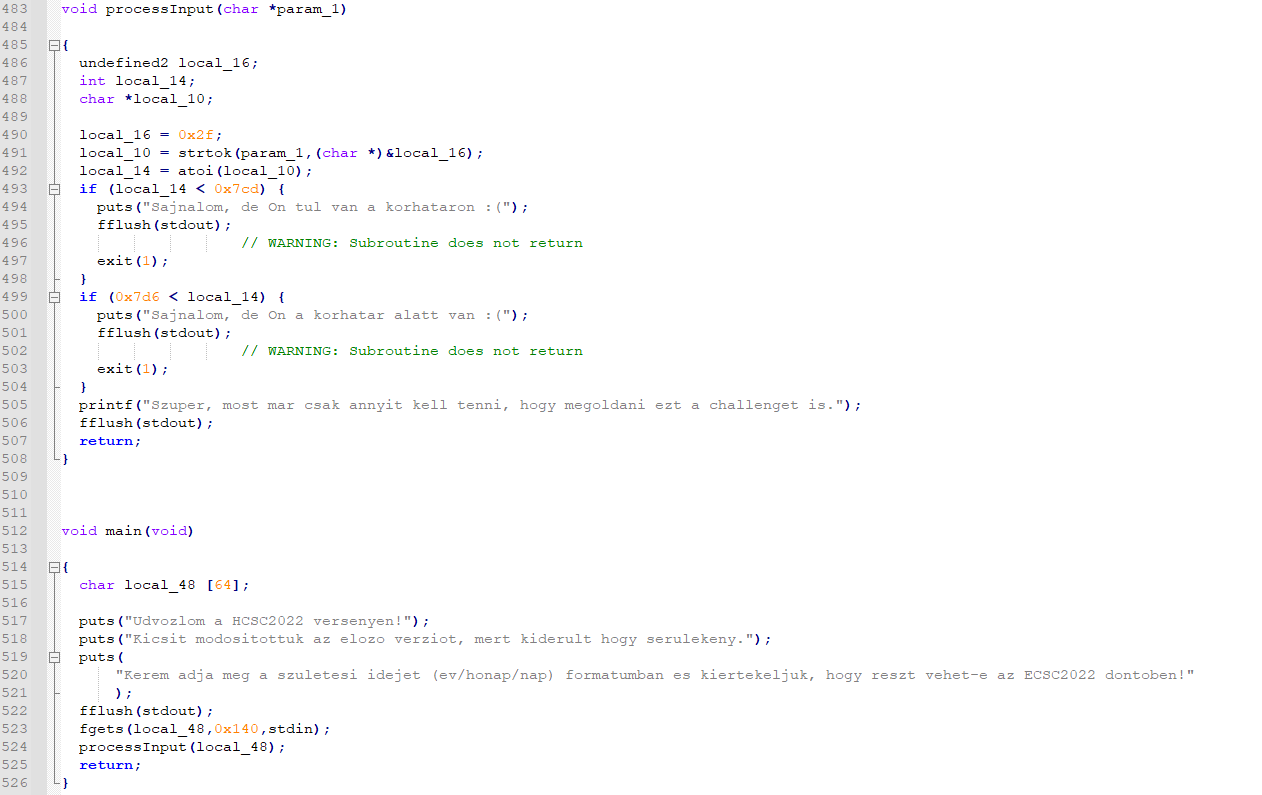 483 void processInput(char *param_1)
484
485 {
486 undefined2 local_16;
487 int local_14;
488 char *local_10;
489
490 local_16 = 0x2f;
491 local_10 = strtok(param_1,(char *)&local_16);
492 local_14 = atoi(local_10);
493 if (local_14 < 0x7cd) {
494 puts("Sajnalom, de On tul van a korhataron :(");
495 fflush(stdout);
496 // WARNING: Subroutine does not return
497 exit(1);
498 }
499 if (0x7d6 < local_14) {
500 puts("Sajnalom, de On a korhatar alatt van :(");
501 fflush(stdout);
502 // WARNING: Subroutine does not return
503 exit(1);
504 }
505 printf("Szuper, most mar csak annyit kell tenni, hogy megoldani ezt a challenget is.");
506 fflush(stdout);
507 return;
508 }
509
510
511
512 void main(void)
513
514 {
515 char local_48 [64];
516
517 puts("Udvozlom a HCSC2022 versenyen!");
518 puts("Kicsit modositottuk az elozo verziot, mert kiderult hogy serulekeny.");
519 puts(
520 "Kerem adja meg a szuletesi idejet (ev/honap/nap) formatumban es kiertekeljuk, hogy reszt vehet-e az ECSC2022 dontoben!"
521 );
522 fflush(stdout);
523 fgets(local_48,0x140,stdin);
524 processInput(local_48);
525 return;
526 }